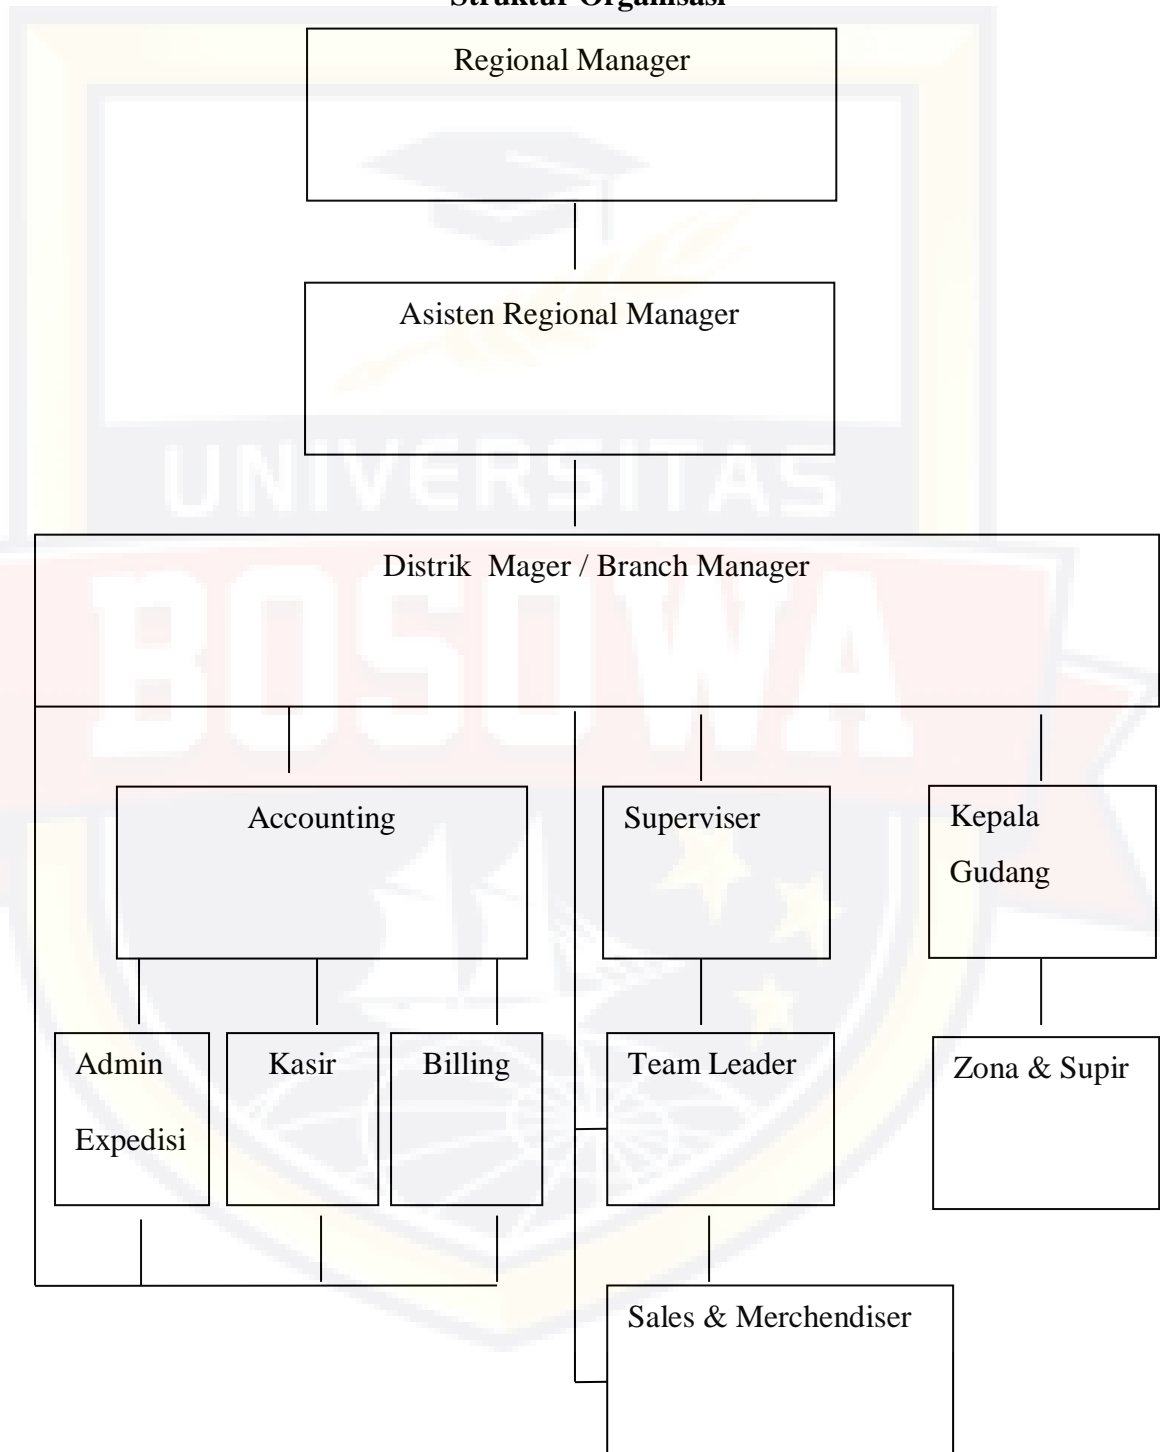 Struktur Organisasi
Regional Manager
Asisten Regional Manager
UNIVERSITAS
Distrik Mager / Branch Manager
BOSOWA
Accounting
Superviser
Kepala
Gudang
Admin
Expedisi
Kasir
Billing
Team Leader
Zona & Supir
Sales & Merchendiser